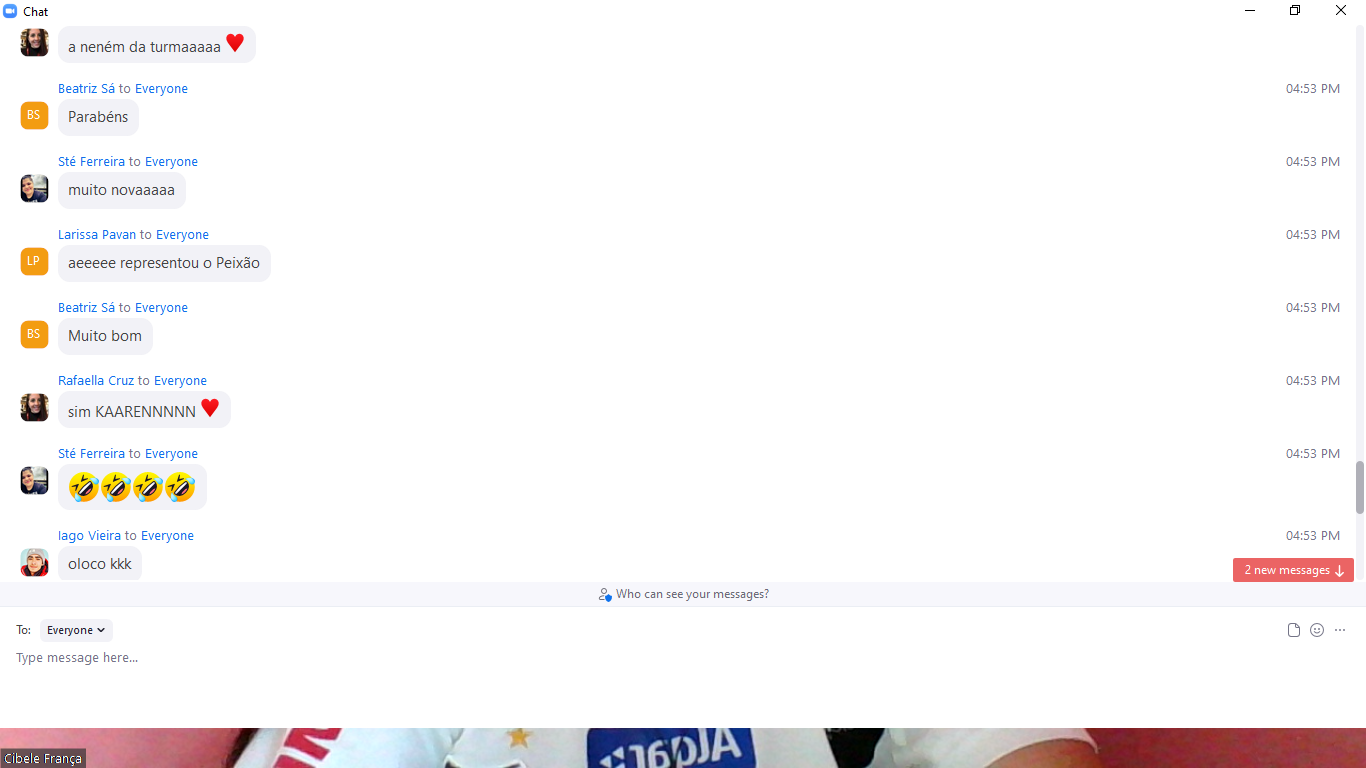 Chat
a neném da turmaaaaa
Beatriz Sá to Everyone 04:53 PM
BS
Parabéns
Sté Ferreira to Everyone 04:53 PM
muito novaaaaa
Larissa Pavan to Everyone 04:53 PM
LP
aeeeee representou o Peixão
Beatriz Sá to Everyone 04:53 PM
BS
Muito bom
Rafaella Cruz to Everyone 04:53 PM
sim KAARENNNNN
Sté Ferreira to Everyone 04:53 PM
Iago Vieira to Everyone 04:53 PM
oloco kkk
2 new messages
Who can see your messages?
To: Everyone
Type message here...
Cibele França